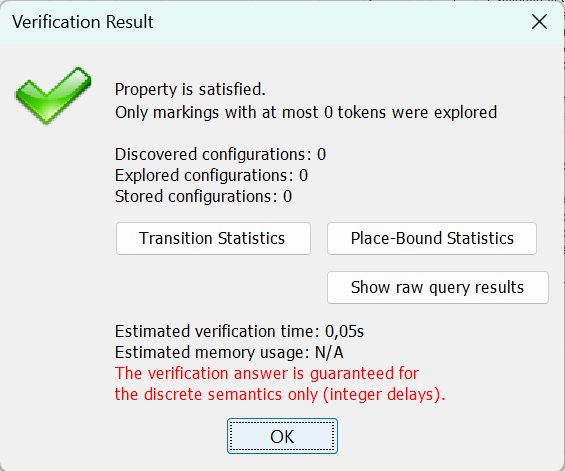 Verification Result
Property is satisfied.
Only markings with at most 0 tokens were explored
Discovered configurations: 0
Explored configurations: 0
Stored configurations: 0
Transition Statistics
Place-Bound Statistics
Show raw query results
Estimated verification time: 0,05s
Estimated memory usage: N/A
The verification answer is guaranteed for
the discrete semantics only (integer delays).
OK